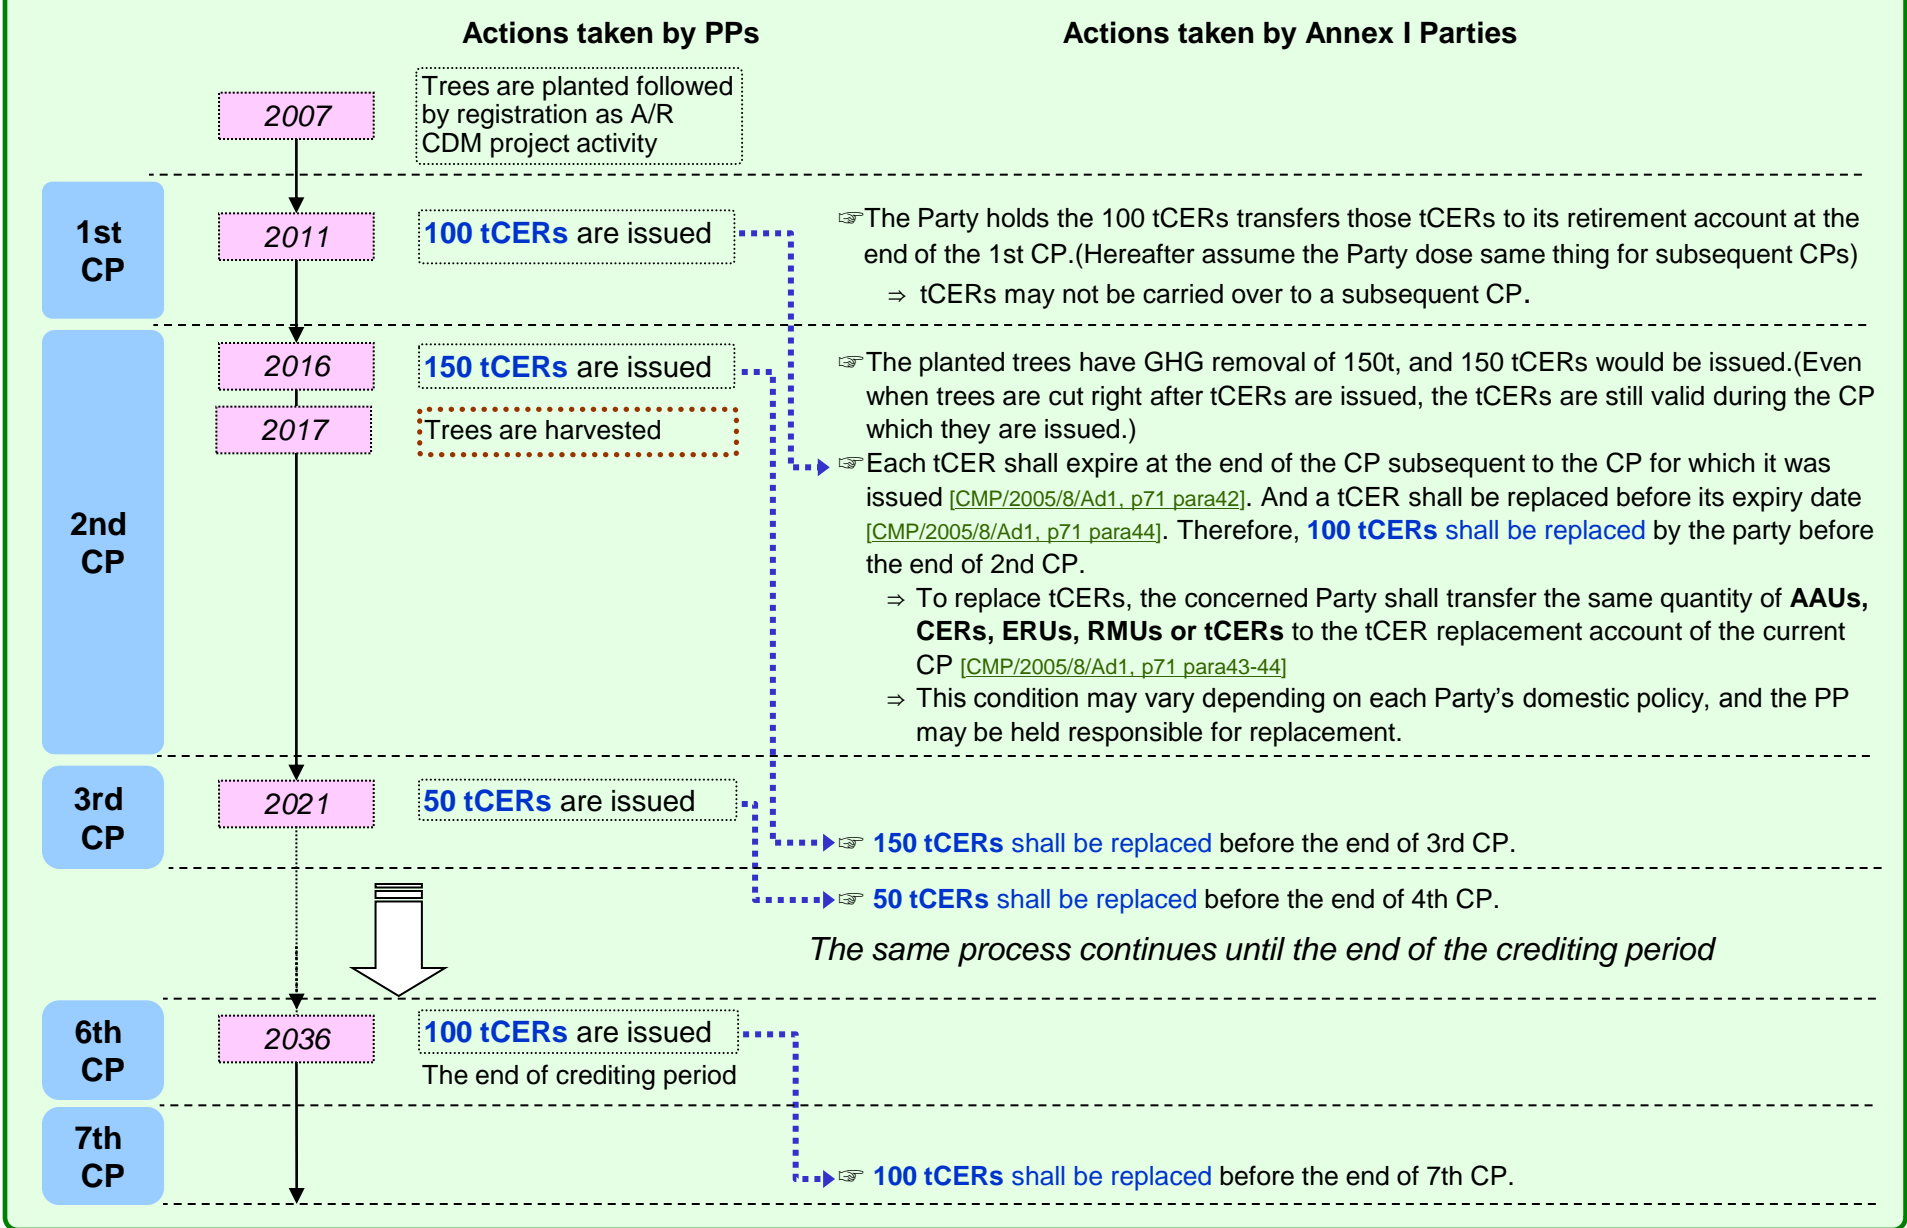 Actions taken by PPs
Actions taken by Annex I Parties
2007
Trees are planted followed
by registration as A/R
CDM project activity
1st
CP
2011
100 tCERs are issued
☞The Party holds the 100 tCERs transfers those tCERs to its retirement account at the
end of the 1st CP.(Hereafter assume the Party dose same thing for subsequent CPs)
⇒ tCERs may not be carried over to a subsequent CP.
2nd
CP
2016
150 tCERs are issued
2017
Trees are harvested
☞The planted trees have GHG removal of 150t, and 150 tCERs would be issued.(Even
when trees are cut right after tCERs are issued, the tCERs are still valid during the CP
which they are issued.)
☞Each tCER shall expire at the end of the CP subsequent to the CP for which it was
issued [CMP/2005/8/Ad1, p71 para42]. And a tCER shall be replaced before its expiry date
[CMP/2005/8/Ad1, p71 para44]. Therefore, 100 tCERs shall be replaced by the party before
the end of 2nd CP.
⇒ To replace tCERs, the concerned Party shall transfer the same quantity of AAUs,
CERs, ERUs, RMUs or tCERs to the tCER replacement account of the current
CP [CMP/2005/8/Ad1, p71 para43-44]
⇒ This condition may vary depending on each Party's domestic policy, and the PP
may be held responsible for replacement.
3rd
CP
2021
50 tCERs are issued
☞ 150 tCERs shall be replaced before the end of 3rd CP.
☞ 50 tCERs shall be replaced before the end of 4th CP.
The same process continues until the end of the crediting period
6th
CP
2036
100 tCERs are issued
The end of crediting period
7th
CP
☞ 100 tCERs shall be replaced before the end of 7th CP.